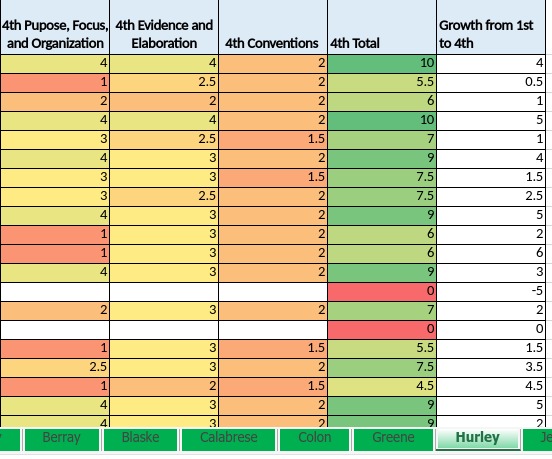 4th Pupose, Focus, and Organization	4th Evidence and Elaboration	4th Conventions	4th Total	Growth from 1st to 4th
4	4	2	10	4
1	2.5	2	5.5	0.5
2	2	2	6	1
4	4	2	10	5
3	2.5	1.5	7	1
4	3	2	9	4
3	3	1.5	7.5	1.5
3	2.5	2	7.5	2.5
4	3	2	9	5
1	3	2	6	2
1	3	2	6	6
4	3	2	9	3
0	-5
2	3	2	7	2
0	0
1	3	1.5	5.5	1.5
2.5	3	2	7.5	3.5
1	2	1.5	4.5	4.5
4	3	2	9	5
4	3	2	9	2
Berray	Blaske	Calabrese	Colon	Greene	Hurley	Je